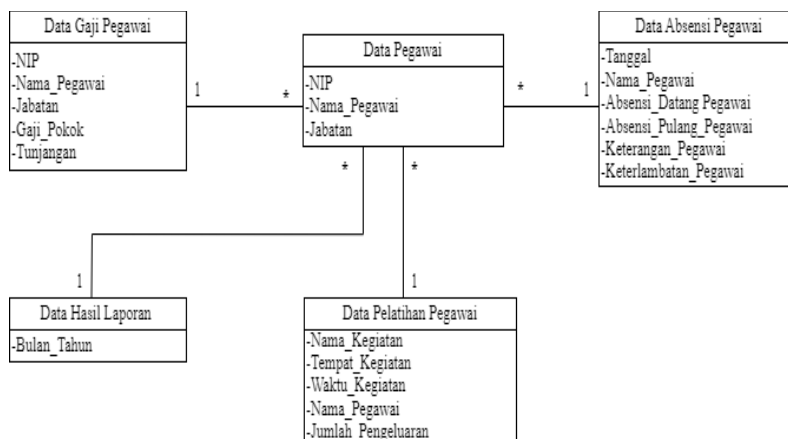 Data Gaji Pegawai
-NIP
-Nama_Pegawai
-Jabatan
-Gaji_Pokok
-Tunjangan
1
*
Data Pegawai
-NIP
-Nama_Pegawai
-Jabatan
*
1
Data Absensi Pegawai
-Tanggal
-Nama_Pegawai
-Absensi_Datang Pegawai
-Absensi_Pulang_Pegawai
-Keterangan_Pegawai
-Keterlambatan_Pegawai
*
*
1
1
Data Hasil Laporan
-Bulan_Tahun
Data Pelatihan Pegawai
-Nama_Kegiatan
-Tempat_Kegiatan
-Waktu_Kegiatan
-Nama_Pegawai
-Jumlah_Pengeluaran